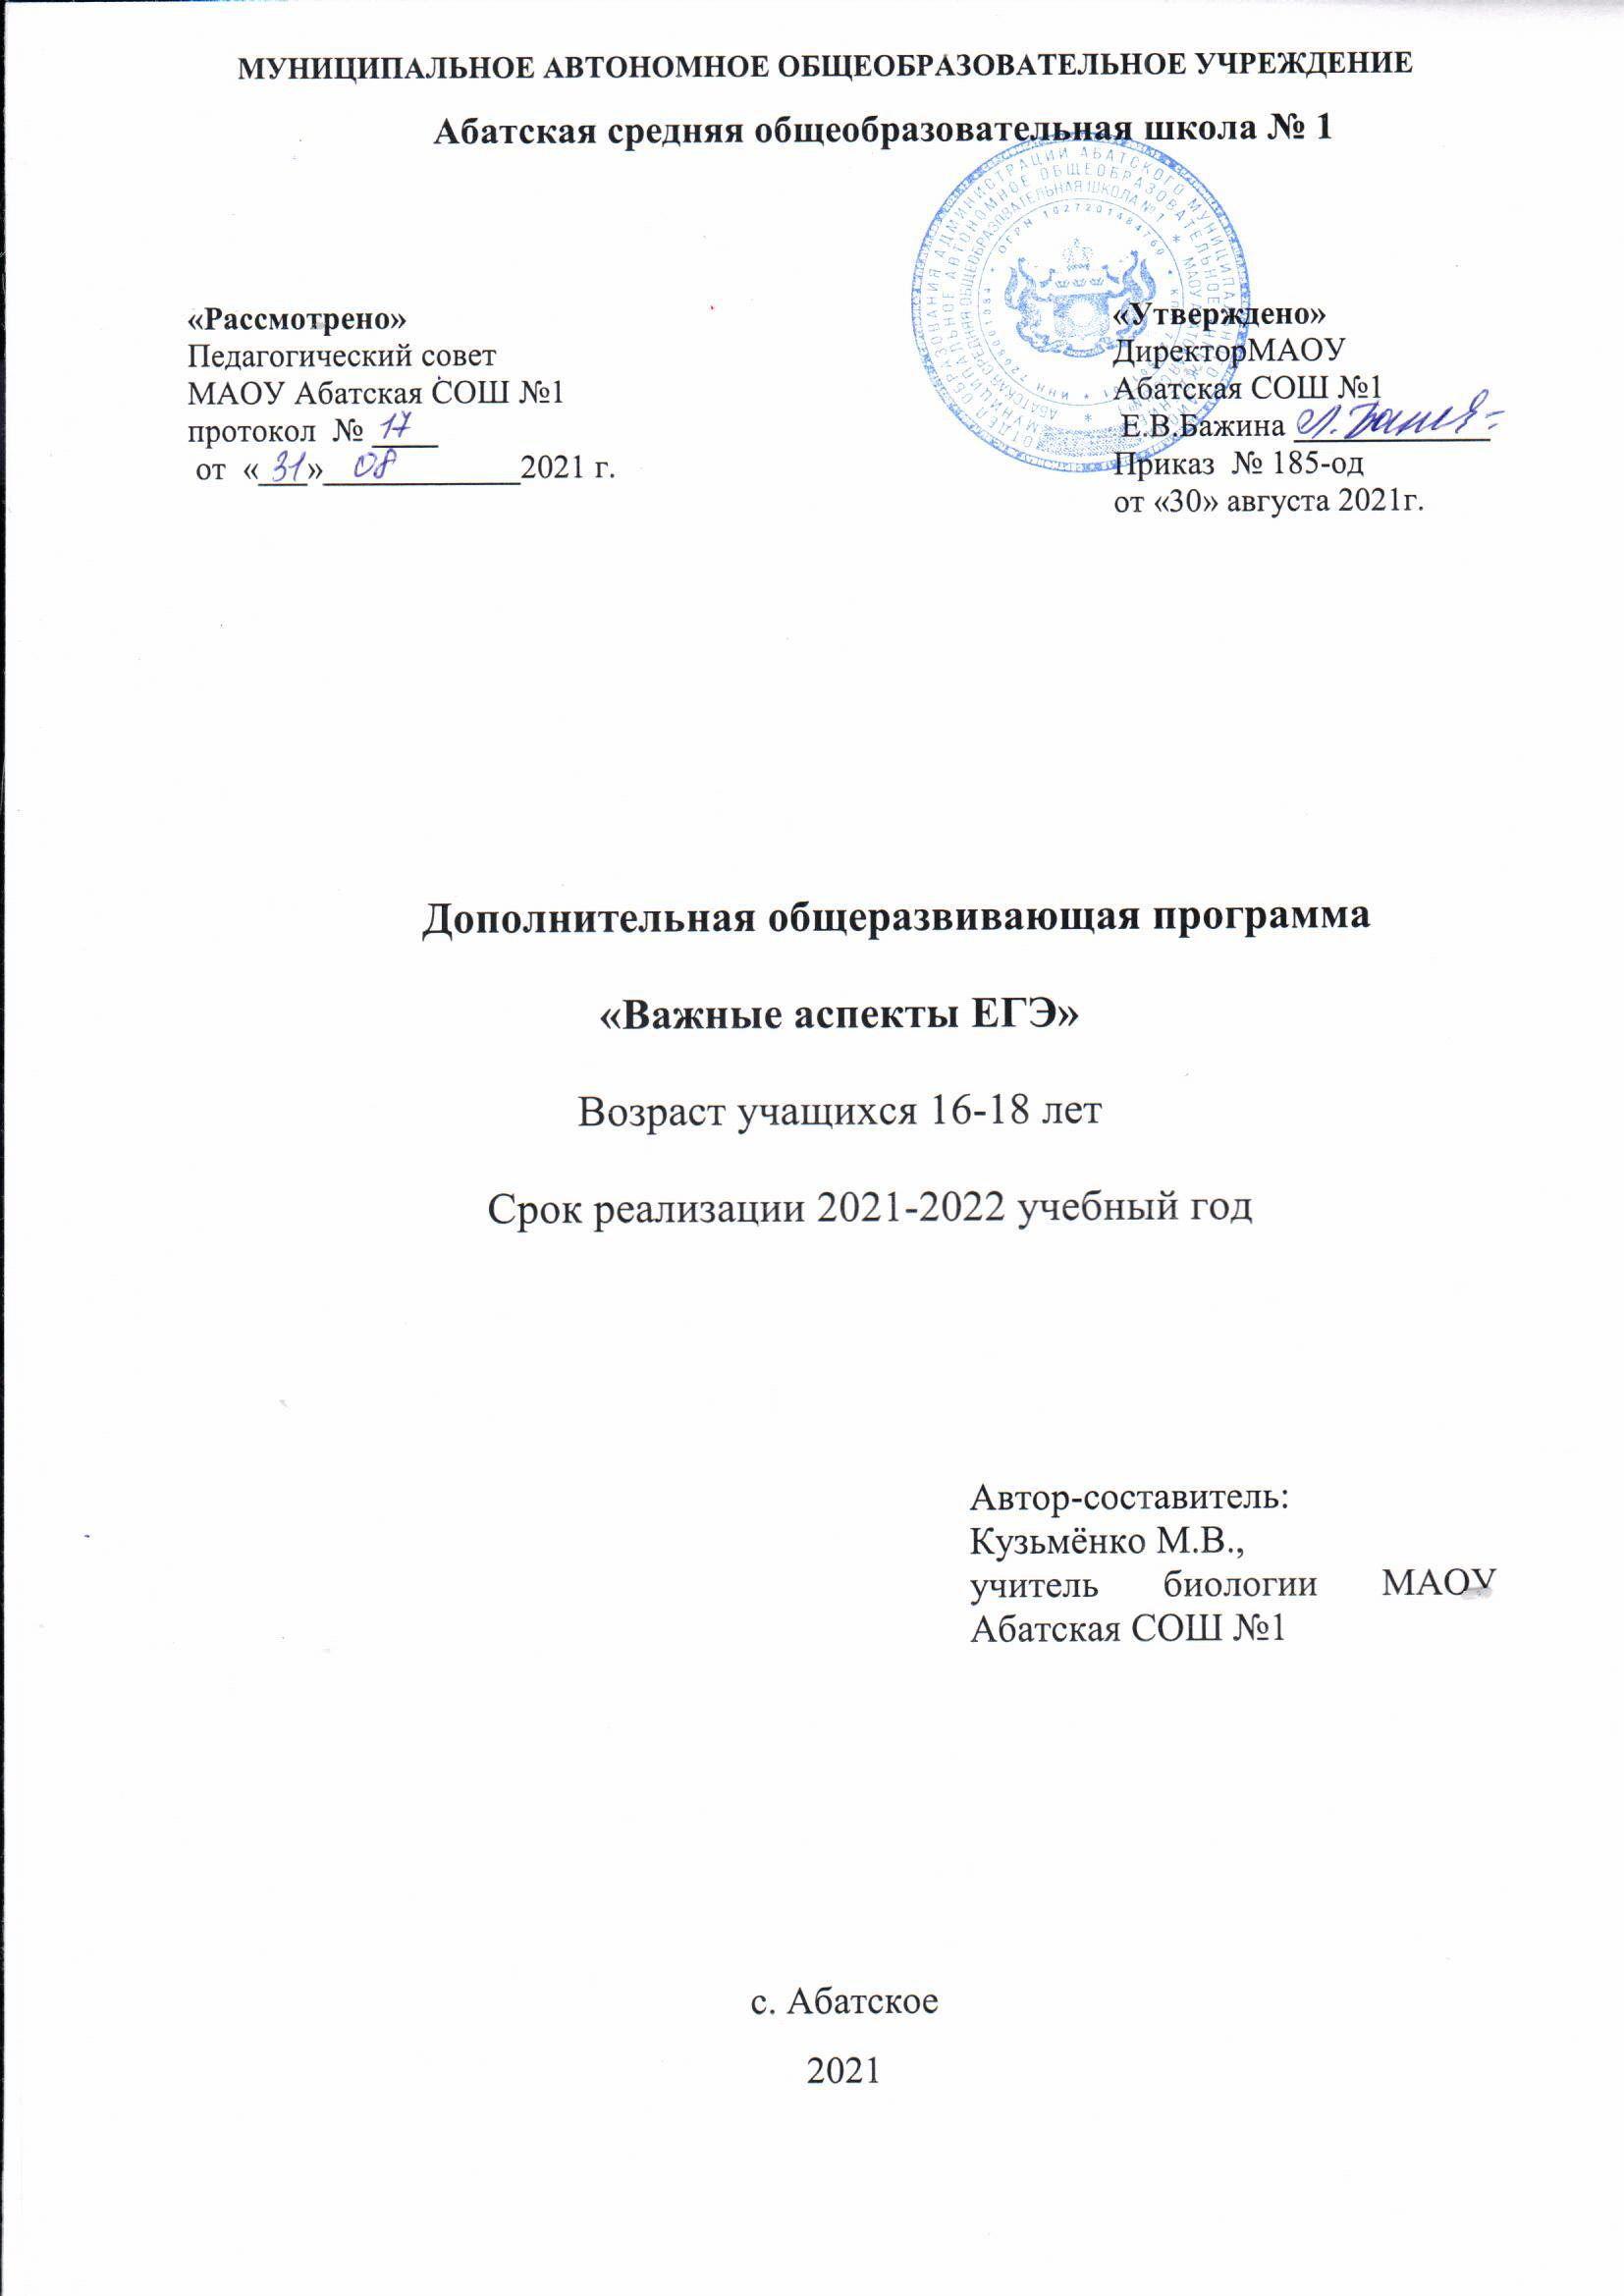 МУНИЦИПАЛЬНОЕ АВТОНОМНОЕ ОБЩЕОБРАЗОВАТЕЛЬНОЕ УЧРЕЖДЕНИЕ
Абатская средняя общеобразовательная школа № 1
«Рассмотрено»
Педагогический совет
МАОУ Абатская СОШ №1
протокол № 17
от «31» 08 2021 г.
«Утверждено»
ДиректорМАОУ
Абатская СОШ №1
Е.В.Бажина
Приказ № 185-од
от «30» августа 2021г.
ОГРН 1027201484760
Дополнительная общеразвивающая программа
«Важные аспекты ЕГЭ»
Возраст учащихся 16-18 лет
Срок реализации 2021-2022 учебный год
Автор-составитель:
Кузьмёнко М.В.,
учитель биологии МАОУ
Абатская СОШ №1
с. Абатское
2021